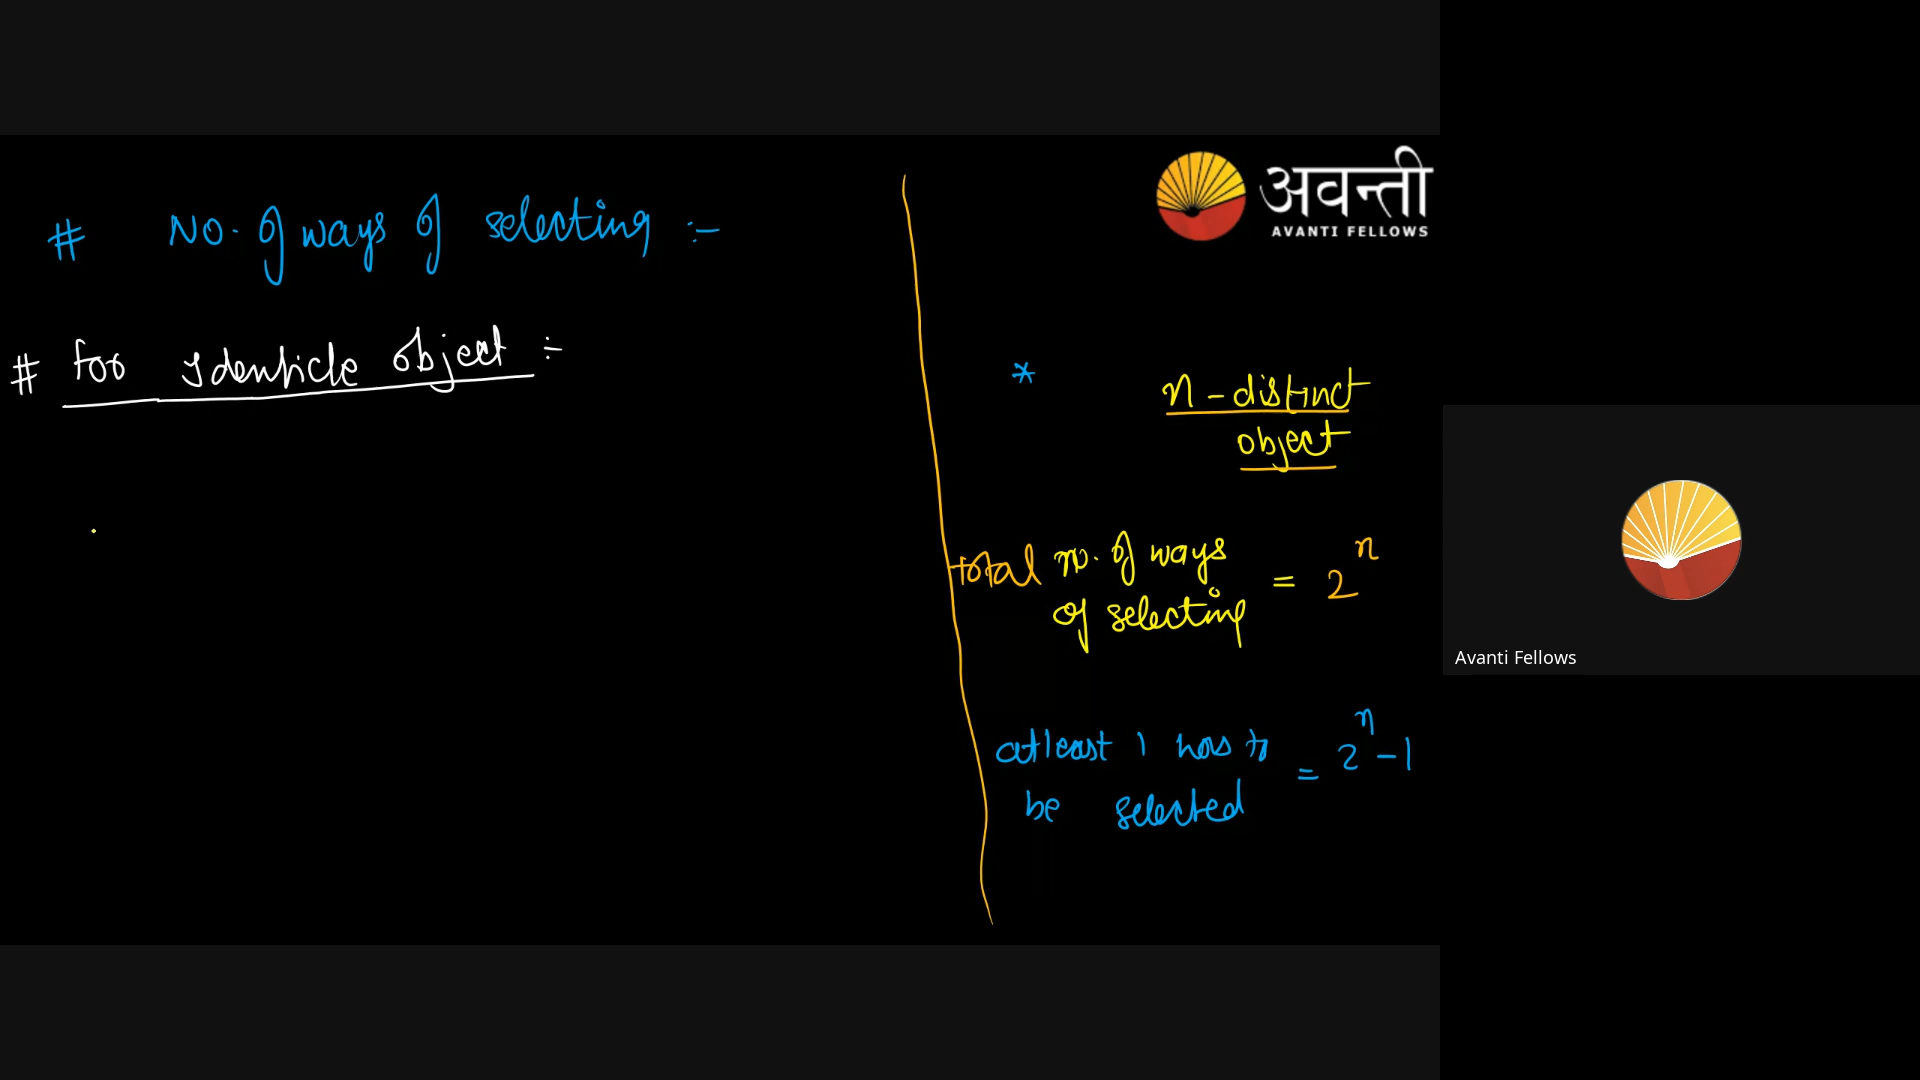 # No. of ways of selecting :-
# for Identicle object :-
अवन्ती
AVANTI FELLOWS
*
n - distinct
object
total no. of ways
of selecting = 2^n
atleast 1 has to
be selected = 2^n - 1
Avanti Fellows